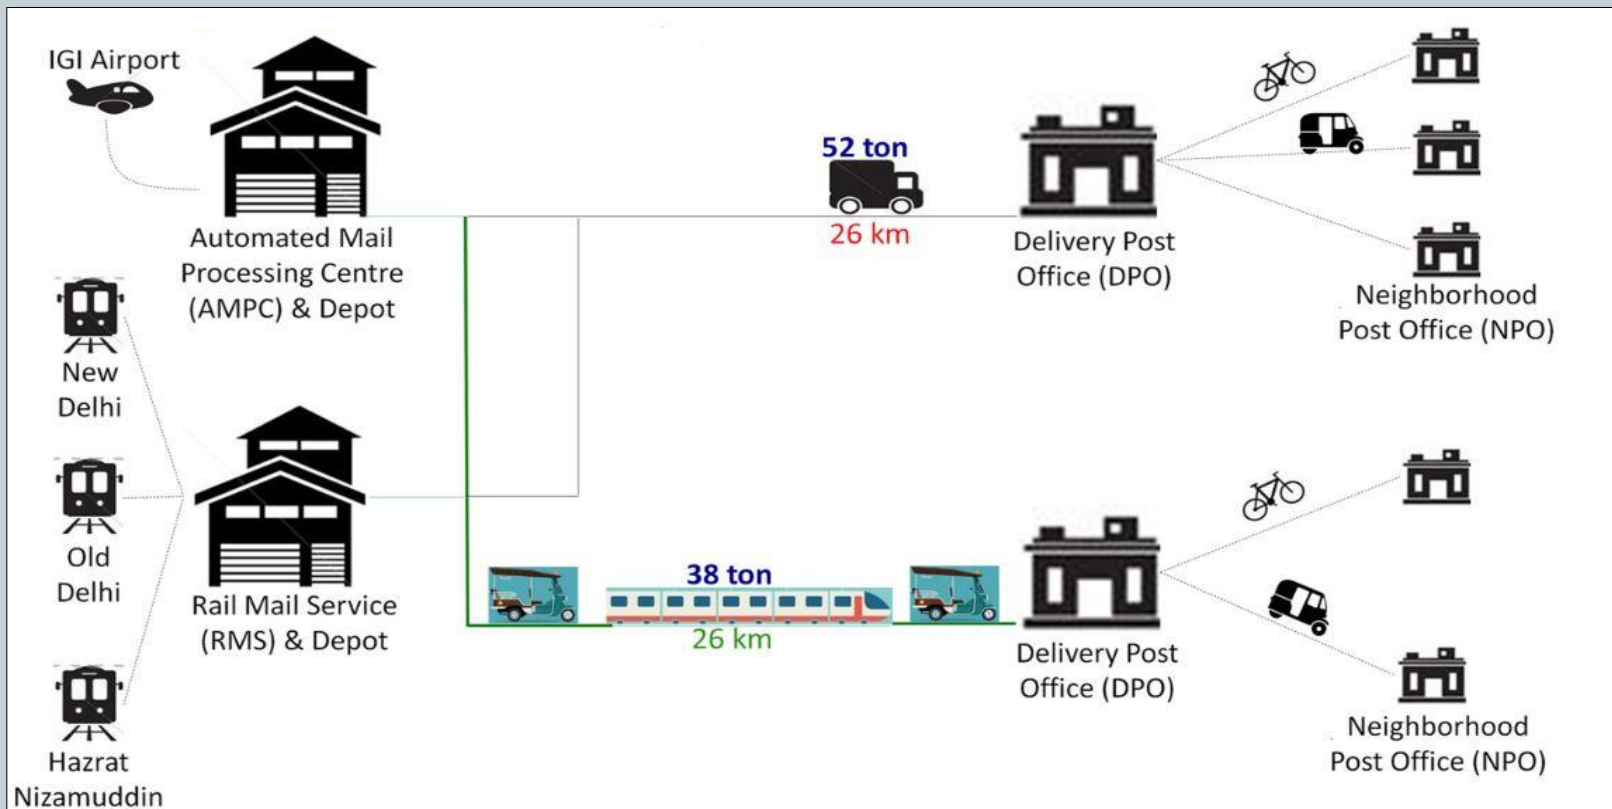 IGI Airport
Automated Mail
Processing Centre
(AMPC) & Depot
52 ton
26 km
Delivery Post
Office (DPO)
Neighborhood
Post Office (NPO)
New
Delhi
Old
Delhi
Hazrat
Nizamuddin
Rail Mail Service
(RMS) & Depot
38 ton
26 km
Delivery Post
Office (DPO)
Neighborhood
Post Office (NPO)